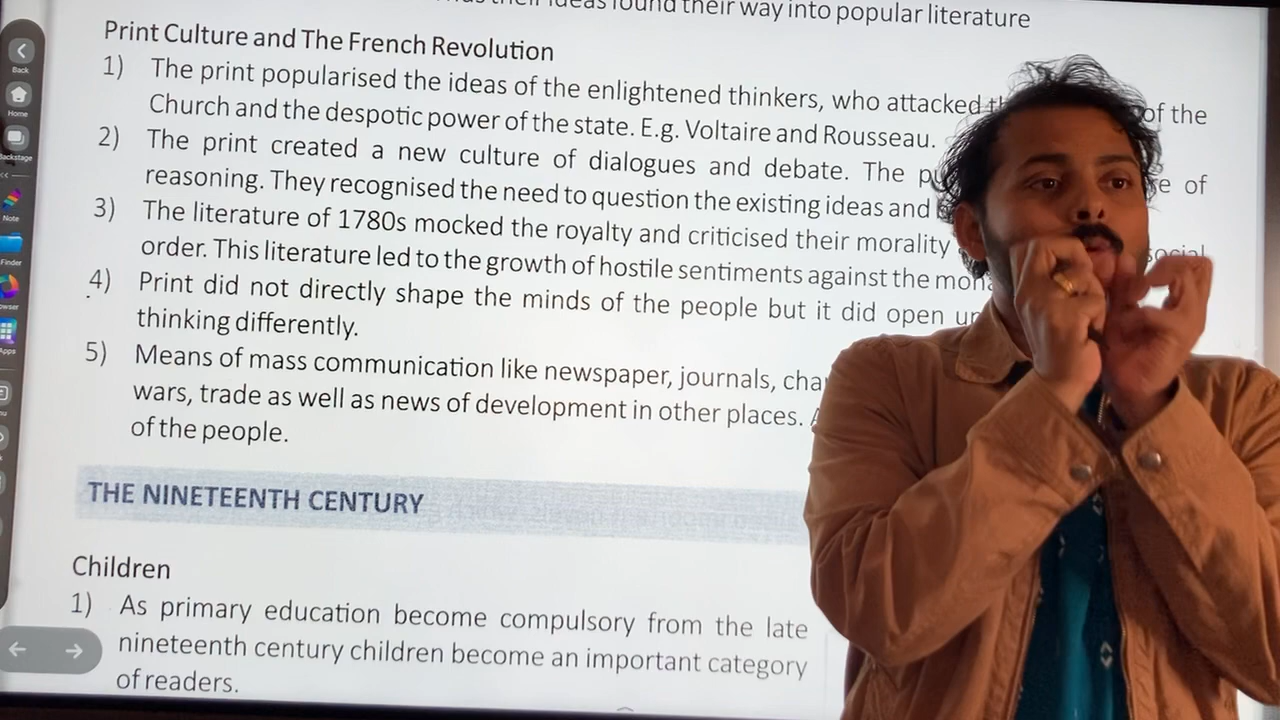 their ideas found their way into popular literature
Print Culture and The French Revolution
1) The print popularised the ideas of the enlightened thinkers, who attacked of the
Church and the despotic power of the state. E.g. Voltaire and Rousseau.
2) The print created a new culture of dialogues and debate. The of
reasoning. They recognised the need to question the existing ideas and
3) The literature of 1780s mocked the royalty and criticised their morality social
order. This literature led to the growth of hostile sentiments against the
4) Print did not directly shape the minds of the people but it did open
thinking differently.
5) Means of mass communication like newspaper, journals,
wars, trade as well as news of development in other places.
of the people.
THE NINETEENTH CENTURY
Children
1) As primary education become compulsory from the late
nineteenth century children become an important category
of readers.
Back
Home
Backstage
Note
Finder
Apps